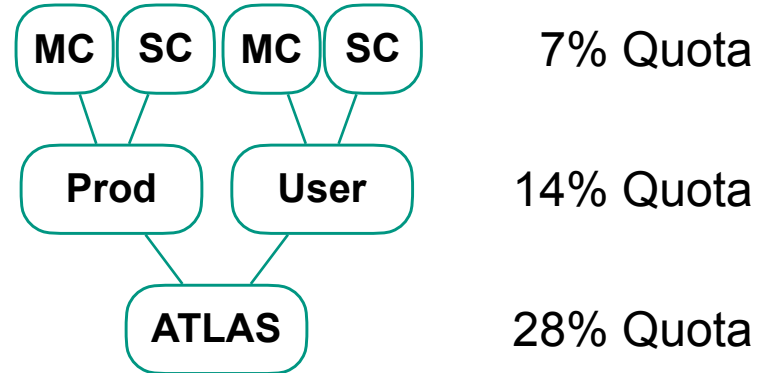 MC SC MC SC 7% Quota
Prod User 14% Quota
ATLAS 28% Quota